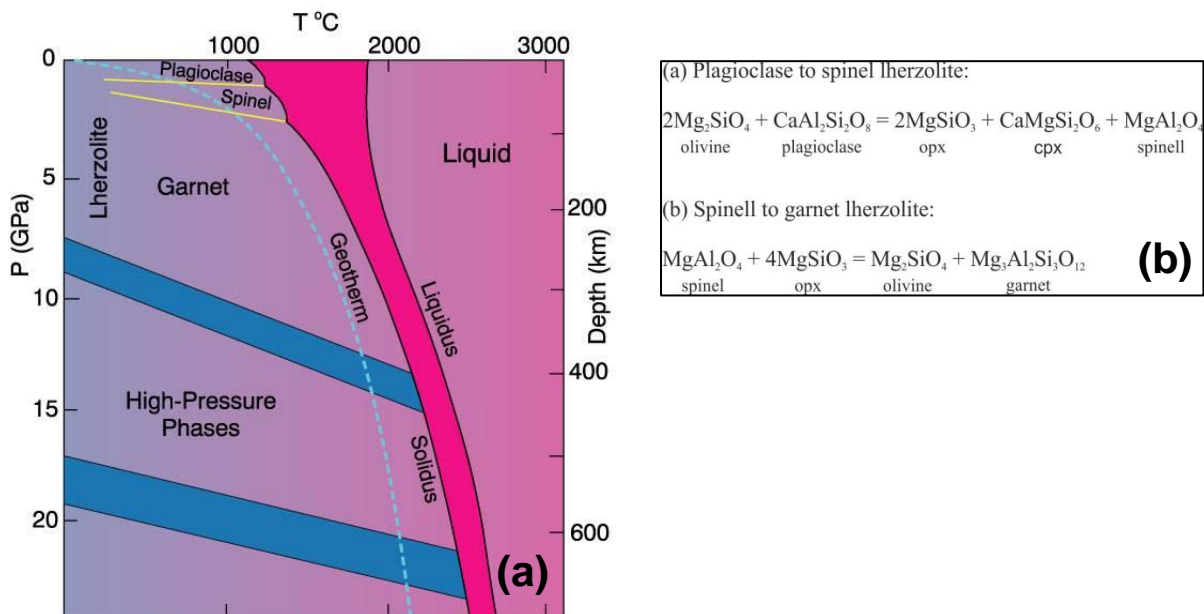 T °C
1000 2000 3000
0
Plagioclase
Spinel
Lherzolite
Garnet
Liquid
5
200
P (GPa)
Geotherm
Liquidus
Depth (km)
10
400
High-Pressure
Phases
15
Solidus
20
600
(a)
(a) Plagioclase to spinel lherzolite:
2Mg₂SiO₄ + CaAl₂Si₂O₈ = 2MgSiO₃ + CaMgSi₂O₆ + MgAl₂O₄
olivine plagioclase opx cpx spinell
(b) Spinell to garnet lherzolite:
MgAl₂O₄ + 4MgSiO₃ = Mg₂SiO₄ + Mg₃Al₂Si₃O₁₂
spinel opx olivine garnet
(b)